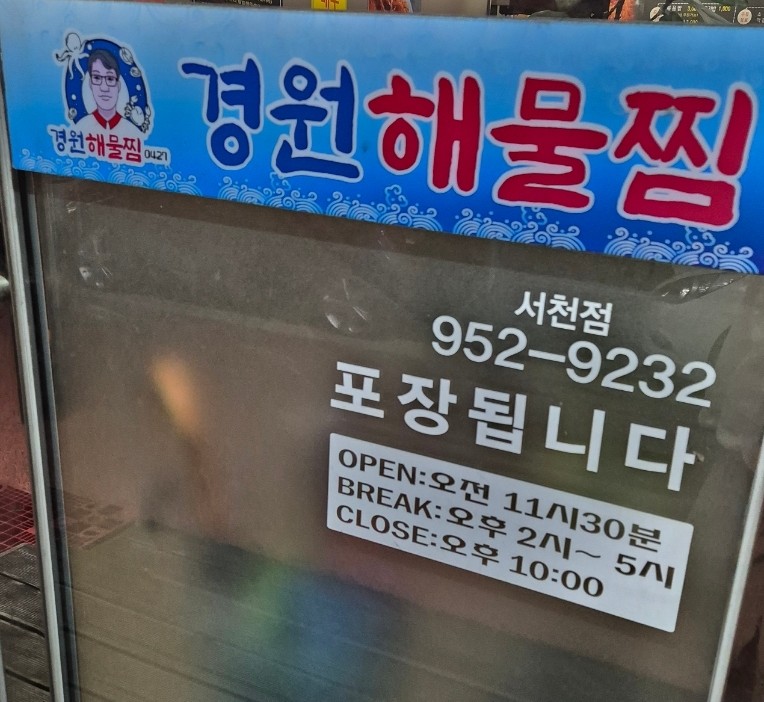 경원해물찜
경원해물찜 0427
서천점
952-9232
포장됩니다
OPEN:오전 11시30분
BREAK:오후 2시~ 5시
CLOSE:오후 10:00